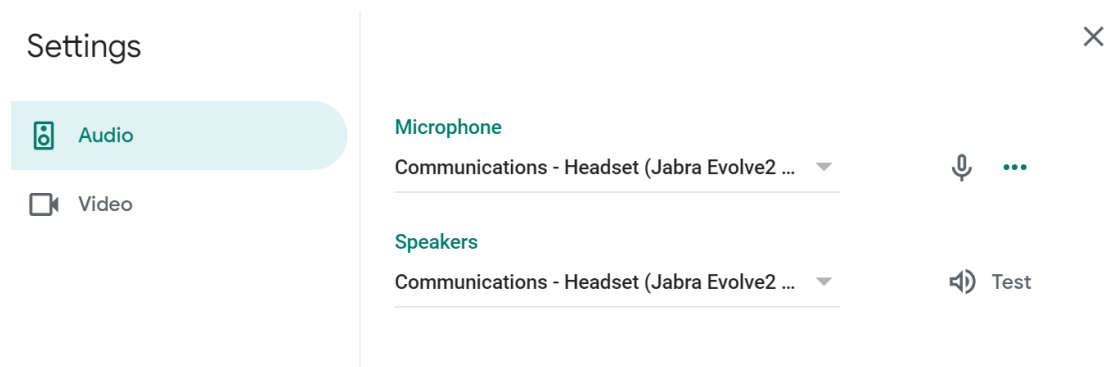 Settings
Audio
Video
Microphone
Communications - Headset (Jabra Evolve2 ...
Speakers
Communications - Headset (Jabra Evolve2 ...
Test